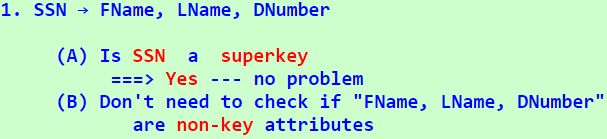 1. SSN → FName, LName, DNumber
(A) Is SSN a superkey
===> Yes --- no problem
(B) Don't need to check if "FName, LName, DNumber"
are non-key attributes